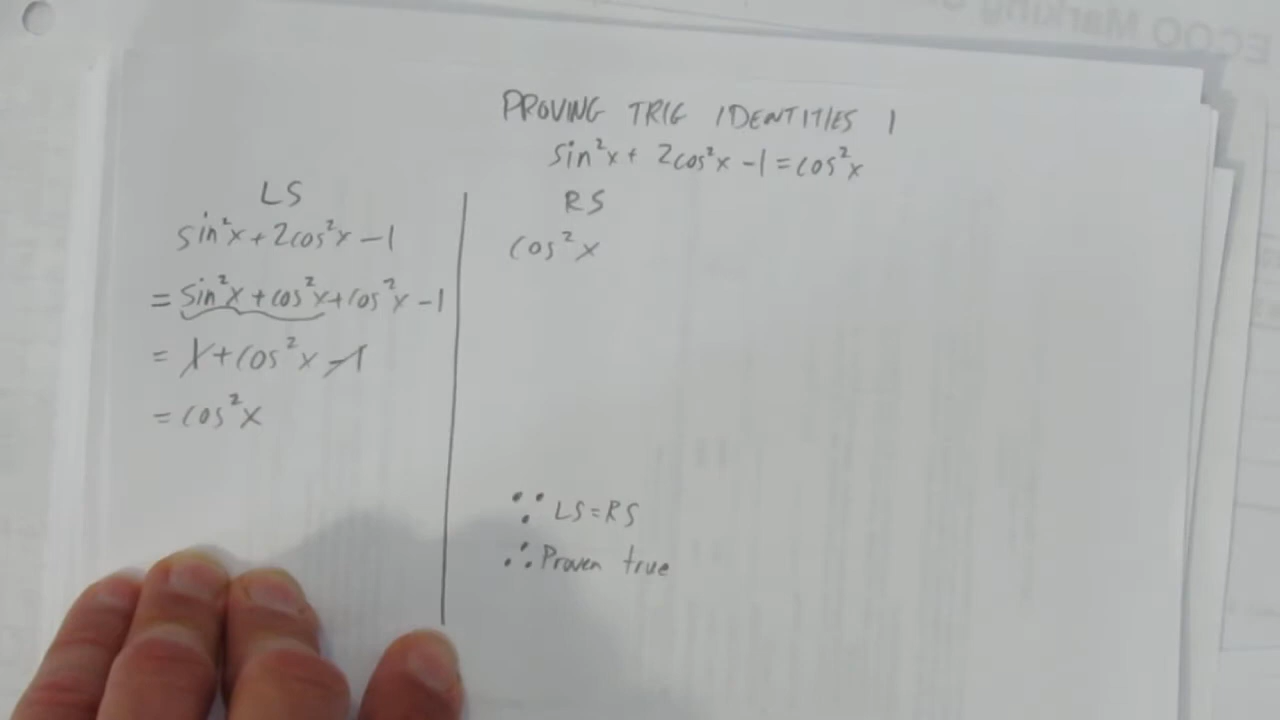 PROVING TRIG IDENTITIES 1
sin²x + 2cos²x - 1 = cos²x
LS
sin²x + 2cos²x - 1
= sin²x + cos²x + cos²x - 1
= 1 + cos²x - 1
= cos²x
RS
cos²x
∵ LS = RS
∴ Proven true